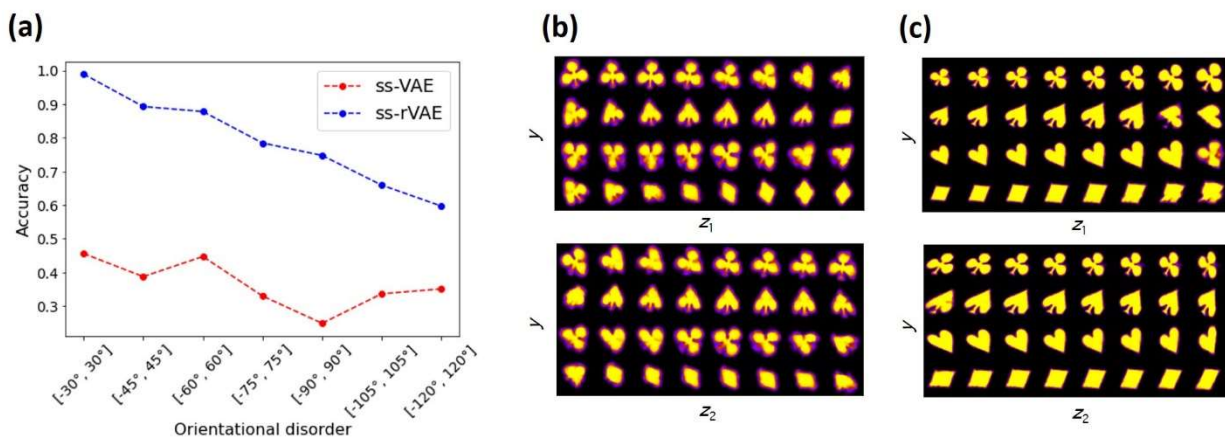 (a)
1.0
0.9
0.8
0.7
0.6
0.5
0.4
0.3
Accuracy
ss-VAE
ss-rVAE
[-30°, 30°]
[-45°, 45°]
[-60°, 60°]
[-75°, 75°]
[-90°, 90°]
[-105°, 105°]
[-120°, 120°]
Orientational disorder
(b)
y
z1
y
z2
(c)
y
z1
y
z2